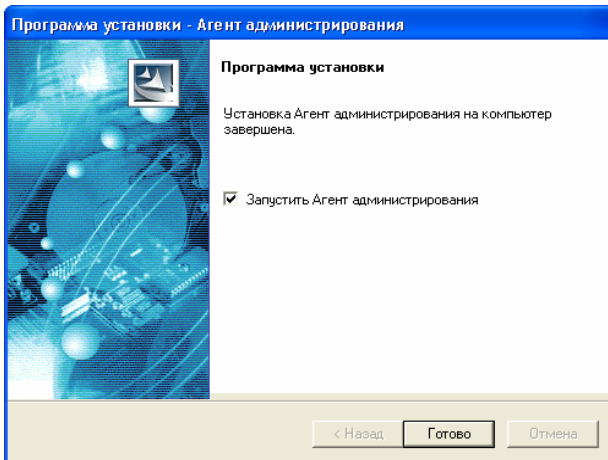 Программа установки - Агент администрирования
Программа установки
Установка Агент администрирования на компьютер
завершена.
Запустить Агент администрирования
< Назад Готово Отмена